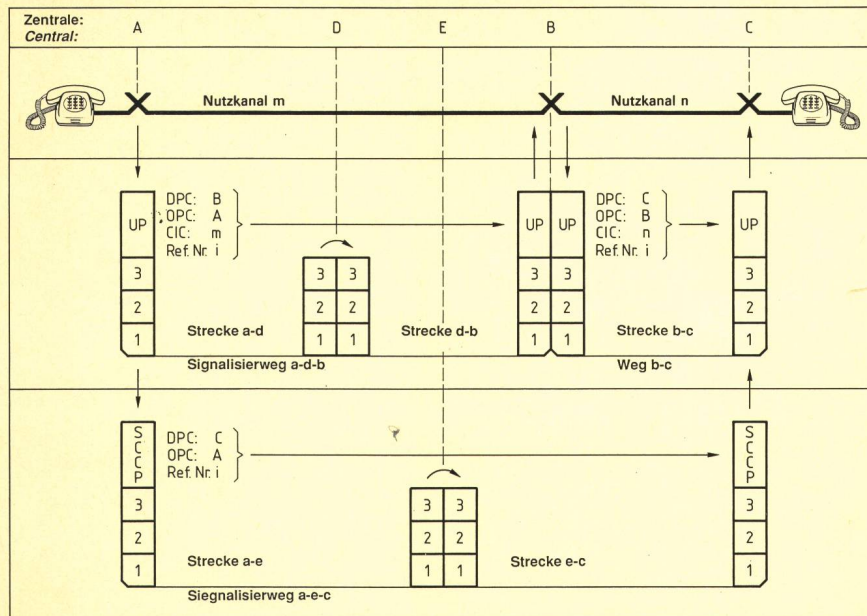 Zentrale:
Central:
A D E B C
Nutzkanal m
Nutzkanal n
UP
DPC: B
OPC: A
CIC: m
Ref. Nr. i
3
2
1
3 3
2 2
1 1
UP UP
3 3
2 2
1 1
DPC: C
OPC: B
CIC: n
Ref. Nr. i
UP
3
2
1
Strecke a-d
Strecke d-b
Strecke b-c
Signalisierweg a-d-b
Weg b-c
SCCP
3
2
1
DPC: C
OPC: A
Ref. Nr. i
3 3
2 2
1 1
SCCP
3
2
1
Strecke a-e
Strecke e-c
Siegnalisierweg a-e-c